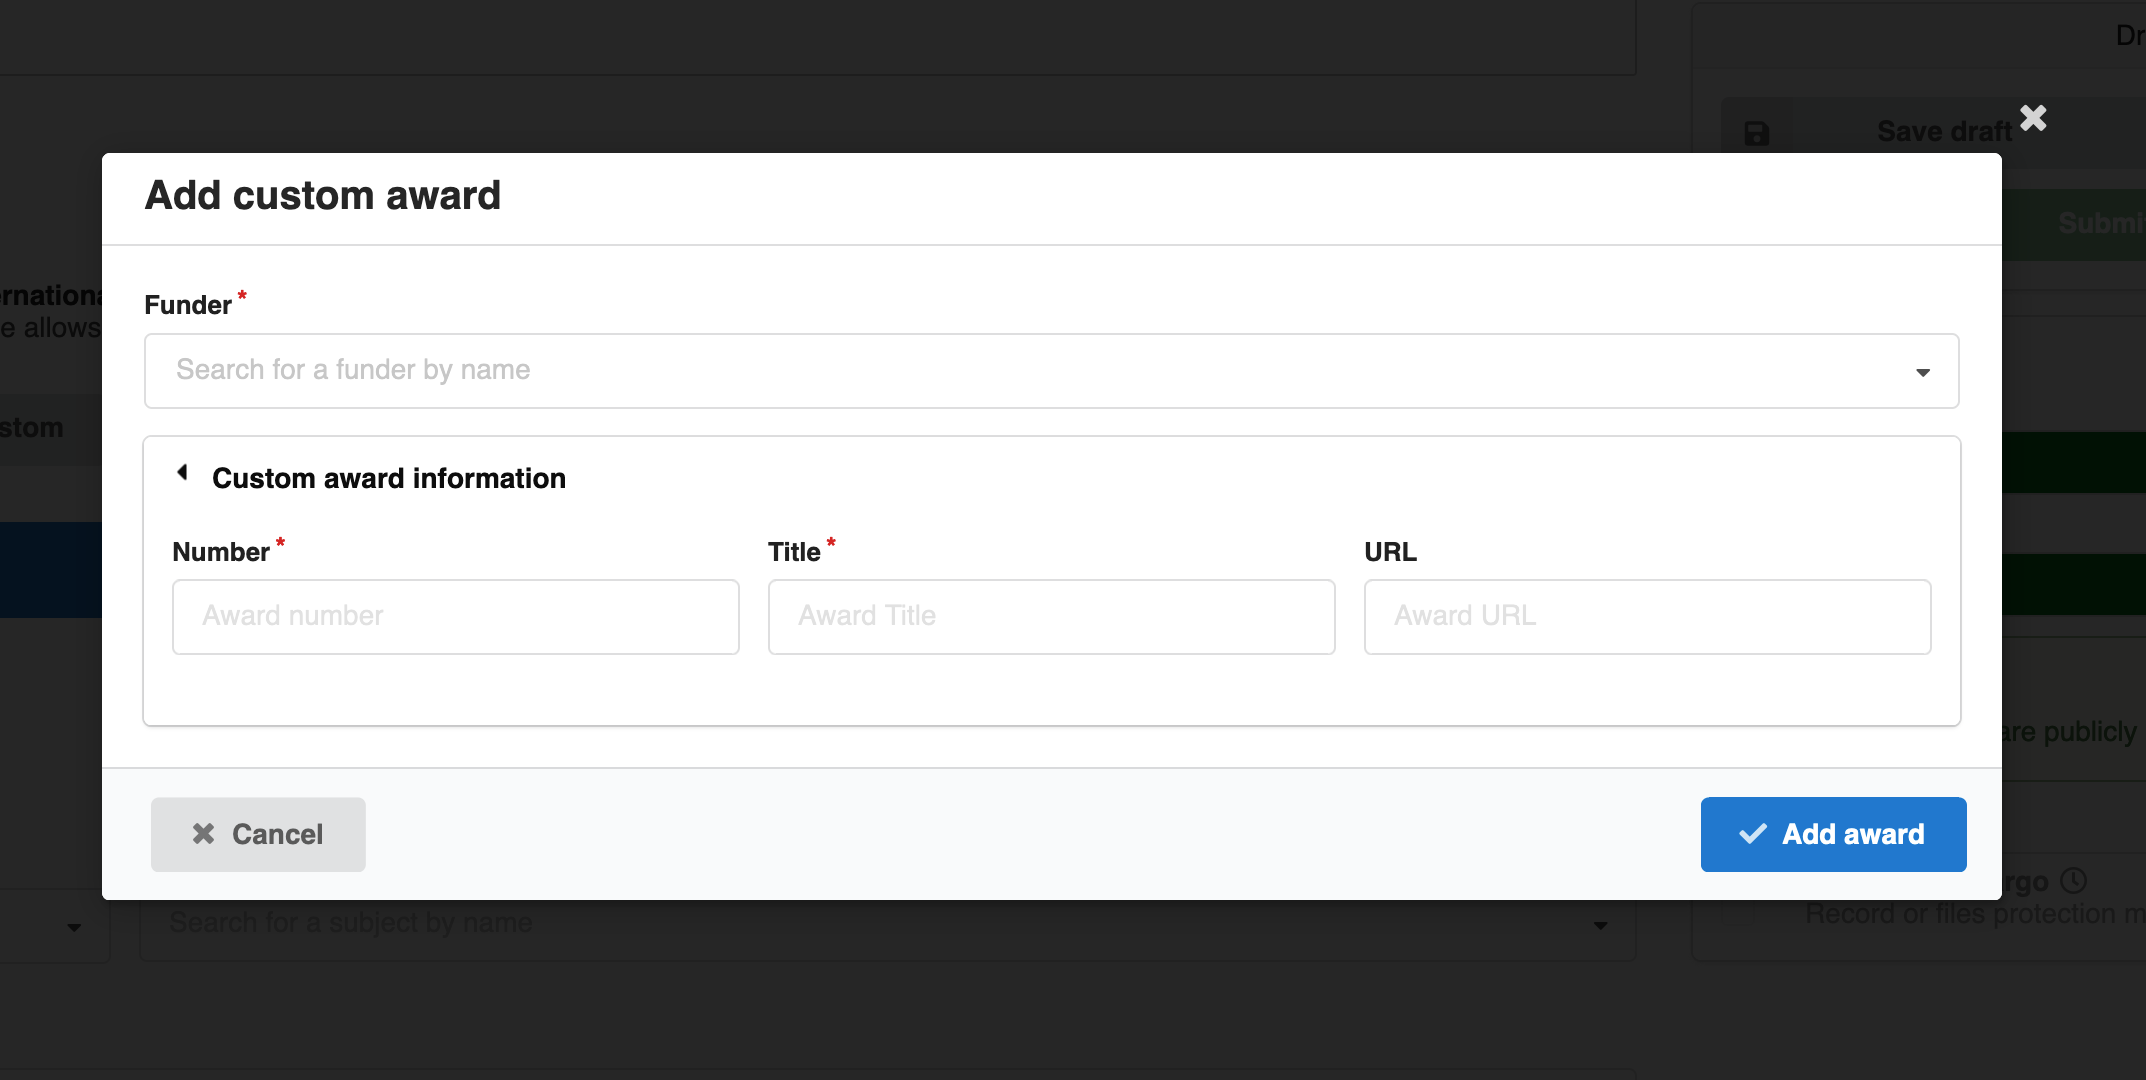 Dr
Save draft
Add custom award
Submi
ernationa
Funder *
e allows
Search for a funder by name
stom
Custom award information
Number * Title * URL
Award number Award Title Award URL
are publicly
Cancel Add award
rgo
Record or files protection m
Search for a subject by name